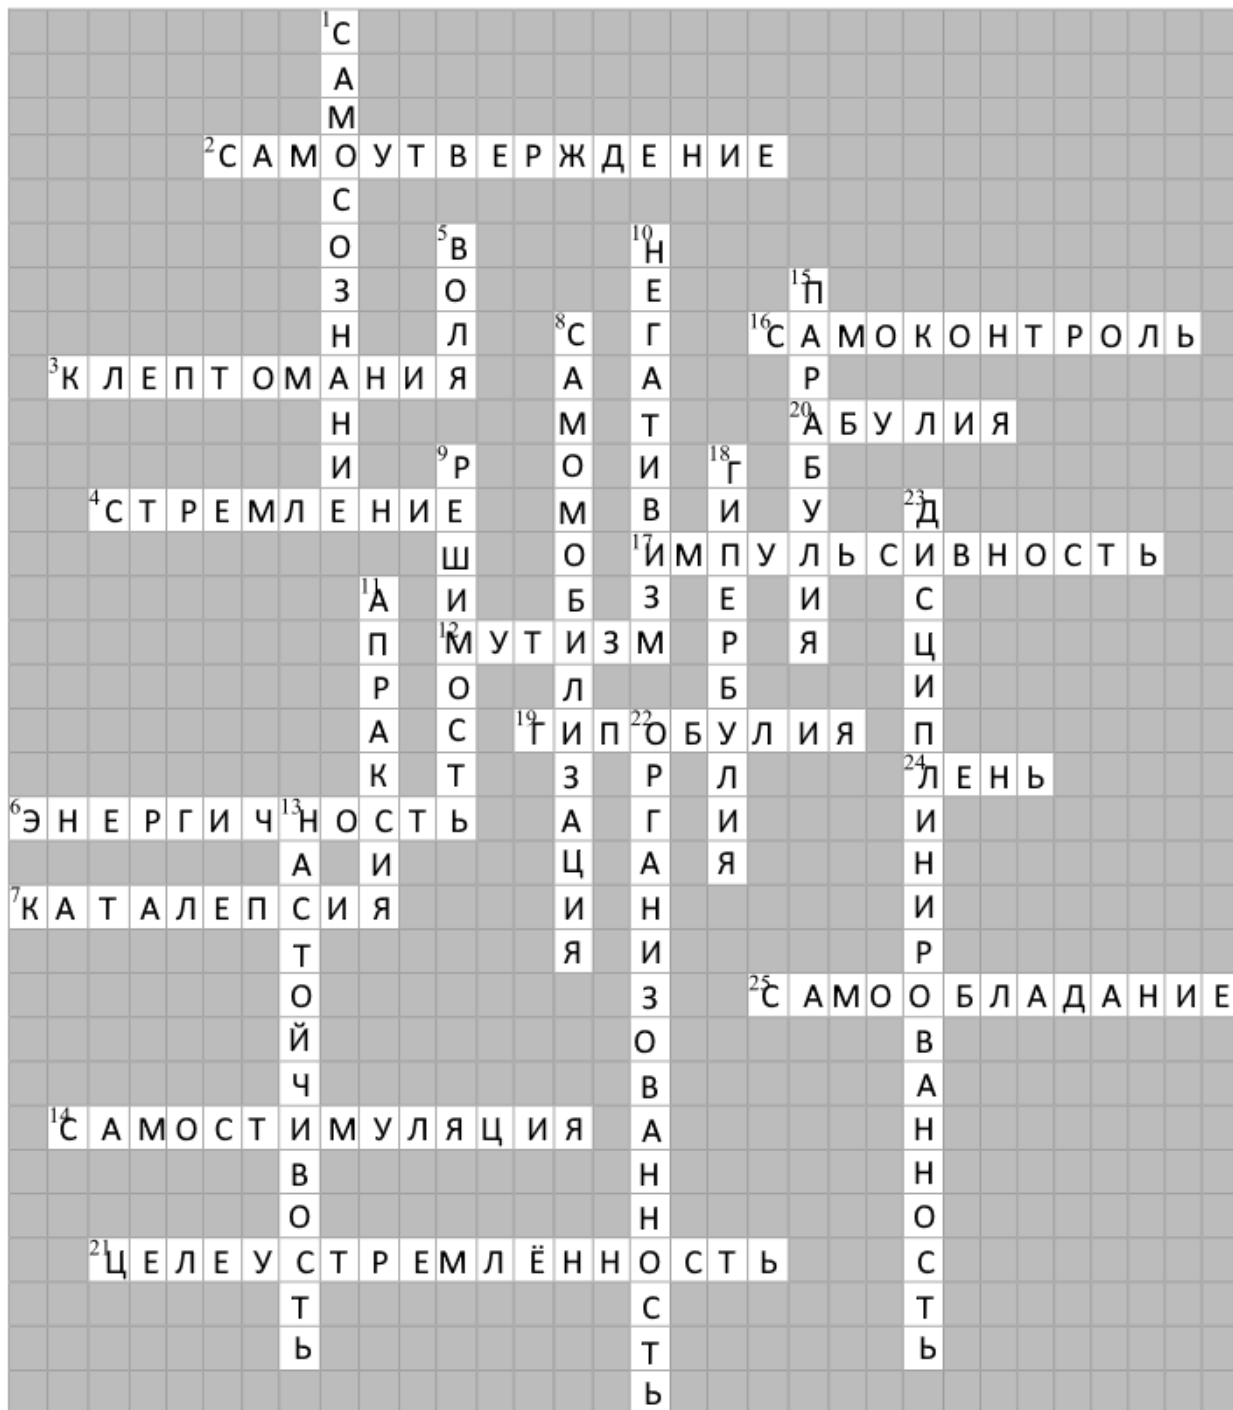 1 САМОСОЗНАНИЕ
2 САМОУТВЕРЖДЕНИЕ
5 ВОЛЯ
10 НЕГАТИВИЗМ
15 ПАРАБУЛИЯ
8 САМОМОБИЛИЗАЦИЯ
16 САМОКОНТРОЛЬ
3 КЛЕПТОМАНИЯ
20 АБУЛИЯ
9 РЕШИМОСТЬ
18 ГИПЕРБУЛИЯ
4 СТРЕМЛЕНИЕ
23 ДИСЦИПЛИНИРОВАННОСТЬ
17 ИМПУЛЬСИВНОСТЬ
11 АПРАКСИЯ
12 МУТИЗМ
19 ГИПОБУЛИЯ
22 ОРГАНИЗОВАННОСТЬ
24 ЛЕНЬ
6 ЭНЕРГИЧНОСТЬ
13 НАСТОЙЧИВОСТЬ
7 КАТАЛЕПСИЯ
25 САМООБЛАДАНИЕ
14 САМОСТИМУЛЯЦИЯ
21 ЦЕЛЕУСТРЕМЛЁННОСТЬ